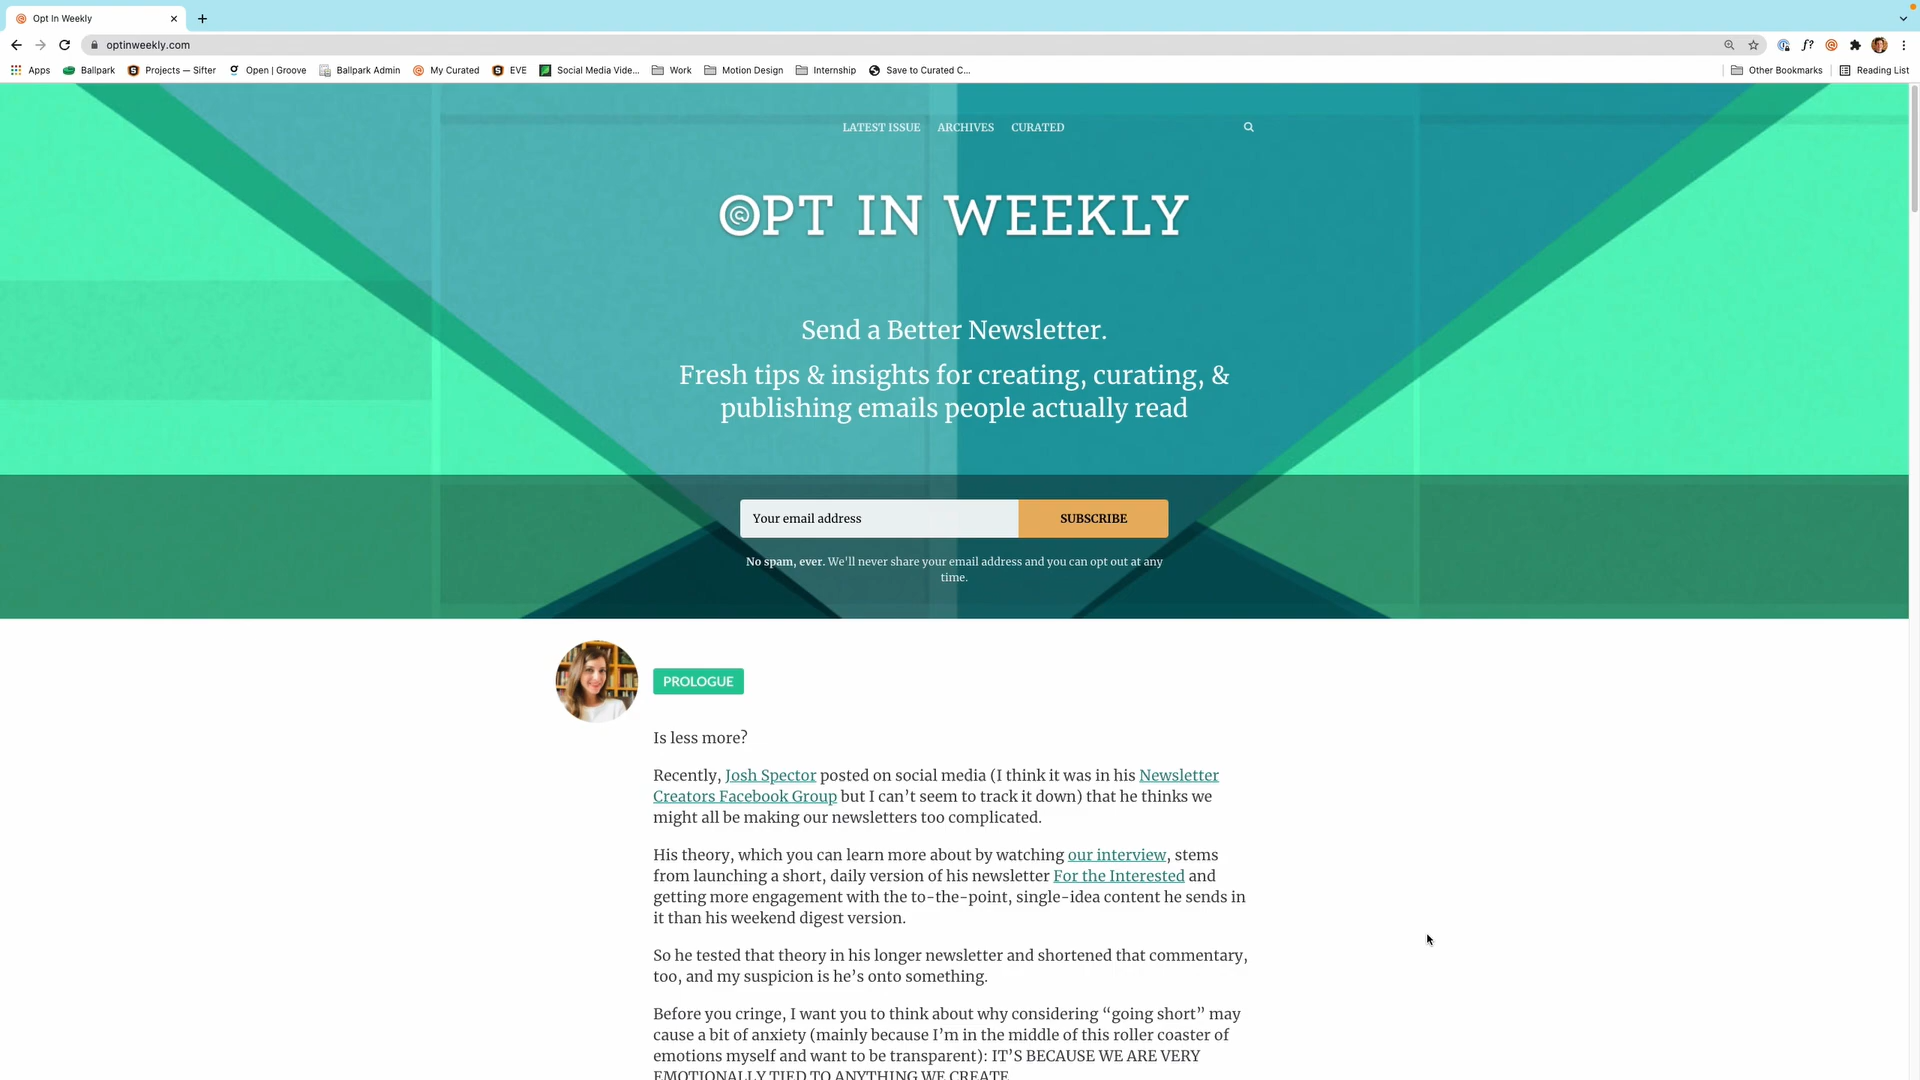 Opt In Weekly
optinweekly.com
f?
Apps Ballpark Projects — Sifter Open | Groove Ballpark Admin My Curated EVE Social Media Vide... Work Motion Design Internship Save to Curated C... Other Bookmarks Reading List
LATEST ISSUE ARCHIVES CURATED
OPT IN WEEKLY
Send a Better Newsletter.
Fresh tips & insights for creating, curating, &
publishing emails people actually read
Your email address SUBSCRIBE
No spam, ever. We'll never share your email address and you can opt out at any
time.
PROLOGUE
Is less more?
Recently, Josh Spector posted on social media (I think it was in his Newsletter
Creators Facebook Group but I can’t seem to track it down) that he thinks we
might all be making our newsletters too complicated.
His theory, which you can learn more about by watching our interview, stems
from launching a short, daily version of his newsletter For the Interested and
getting more engagement with the to-the-point, single-idea content he sends in
it than his weekend digest version.
So he tested that theory in his longer newsletter and shortened that commentary,
too, and my suspicion is he’s onto something.
Before you cringe, I want you to think about why considering “going short” may
cause a bit of anxiety (mainly because I’m in the middle of this roller coaster of
emotions myself and want to be transparent): IT’S BECAUSE WE ARE VERY
EMOTIONALLY TIED TO ANYTHING WE CREATE